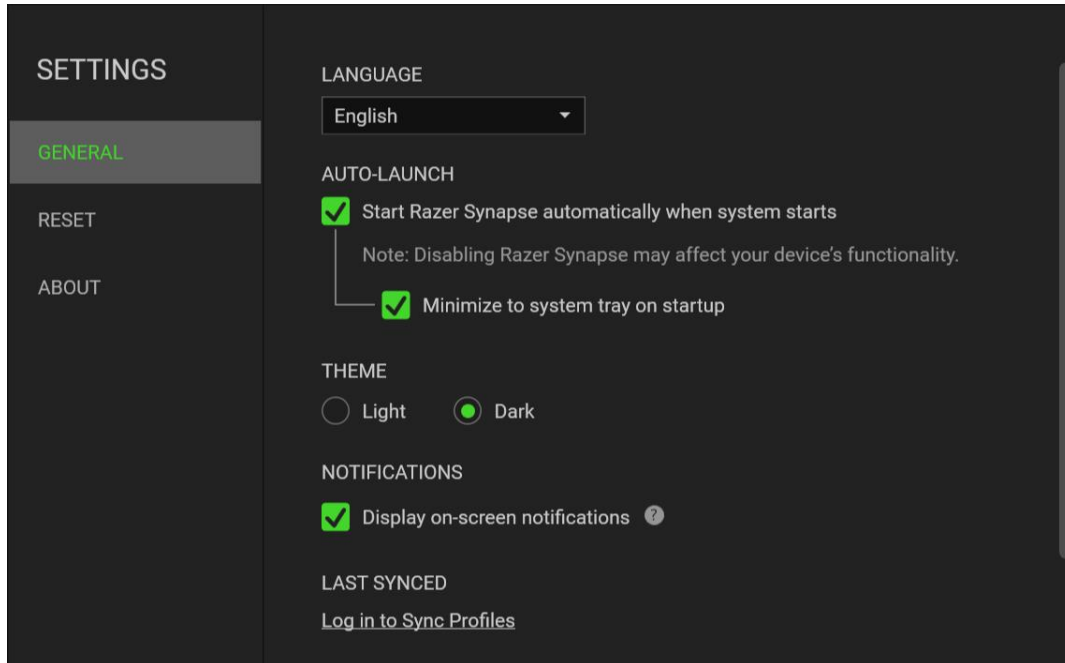 SETTINGS
GENERAL
RESET
ABOUT
LANGUAGE
English
AUTO-LAUNCH
Start Razer Synapse automatically when system starts
Note: Disabling Razer Synapse may affect your device’s functionality.
Minimize to system tray on startup
THEME
Light
Dark
NOTIFICATIONS
Display on-screen notifications ?
LAST SYNCED
Log in to Sync Profiles